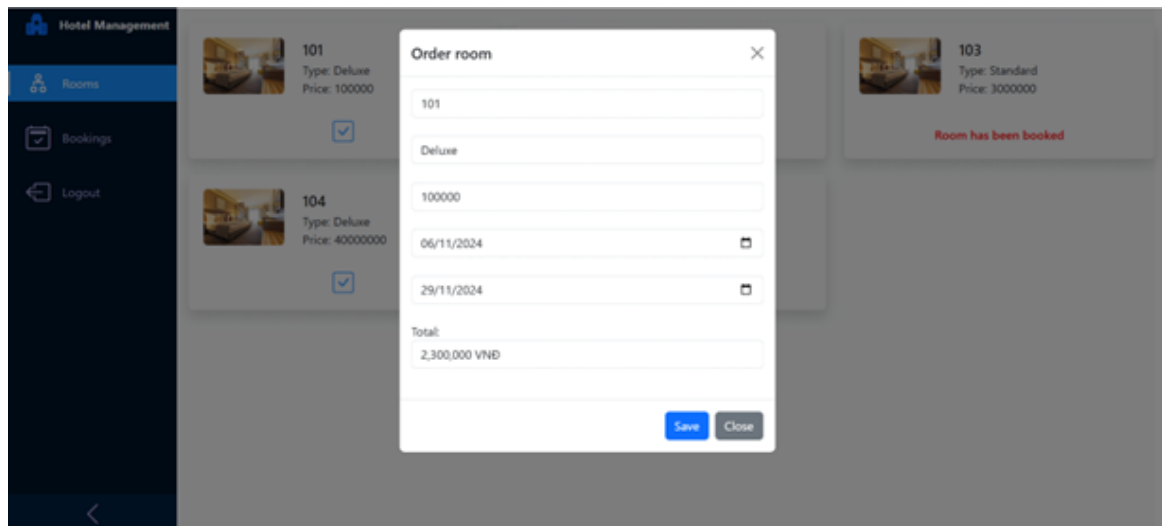 Hotel Management
Rooms
Bookings
Logout
101
Type: Deluxe
Price: 100000
104
Type: Deluxe
Price: 40000000
Order room
101
Deluxe
100000
06/11/2024
29/11/2024
Total:
2,300,000 VNĐ
Save
Close
103
Type: Standard
Price: 3000000
Room has been booked